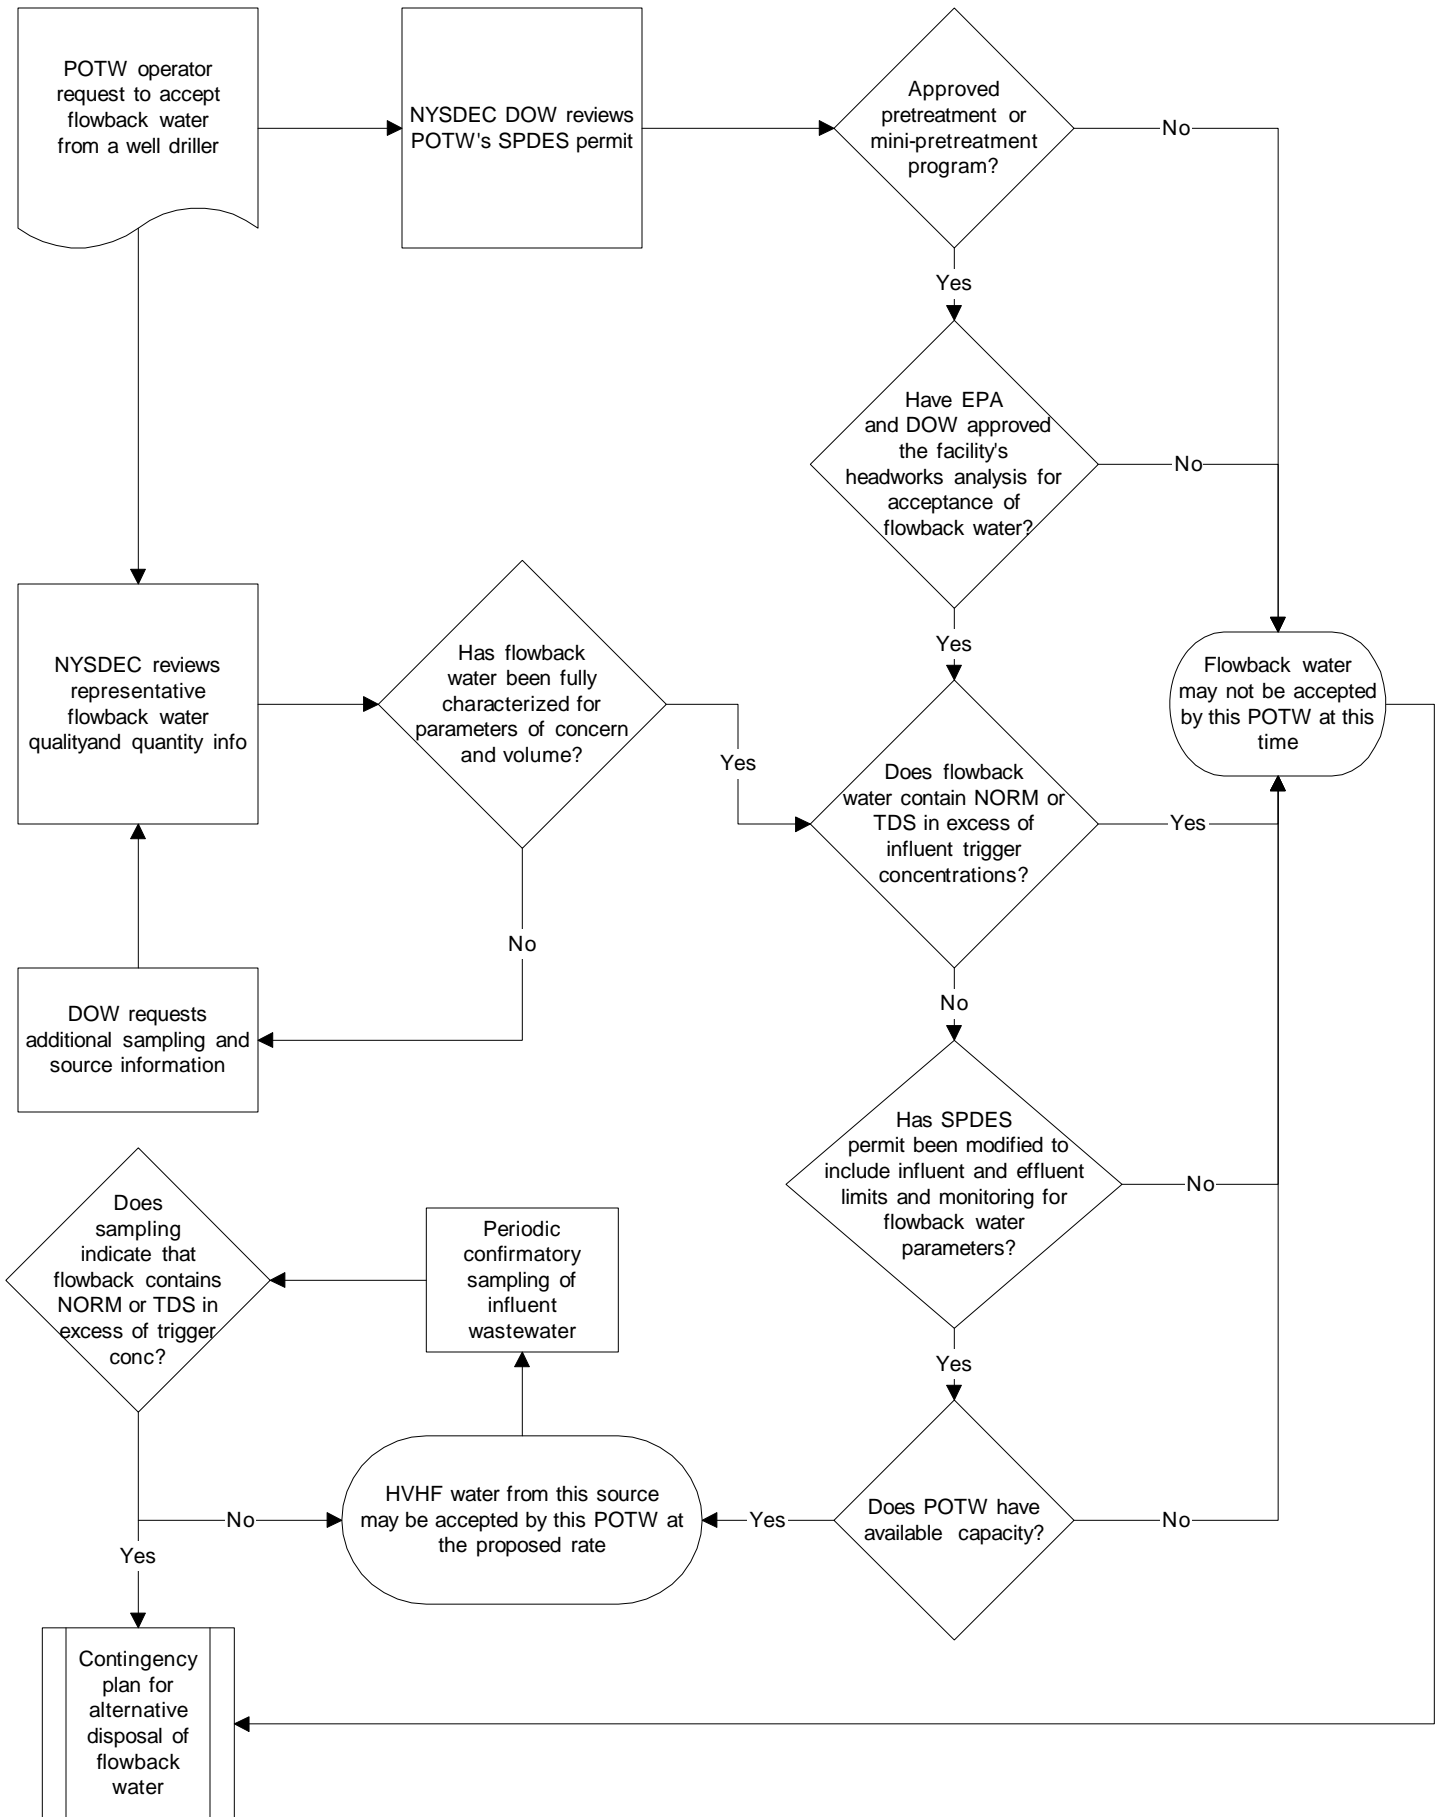 POTW operator
request to accept
flowback water
from a well driller
NYSDEC DOW reviews
POTW's SPDES permit
Approved
pretreatment or
mini-pretreatment
program?
No
Yes
Have EPA
and DOW approved
the facility's
headworks analysis for
acceptance of
flowback water?
No
Yes
NYSDEC reviews
representative
flowback water
qualityand quantity info
Has flowback
water been fully
characterized for
parameters of concern
and volume?
Yes
No
DOW requests
additional sampling and
source information
Does flowback
water contain NORM or
TDS in excess of
influent trigger
concentrations?
Yes
No
Flowback water
may not be accepted
by this POTW at this
time
Has SPDES
permit been modified to
include influent and effluent
limits and monitoring for
flowback water
parameters?
No
Yes
Does POTW have
available capacity?
No
Yes
HVHF water from this source
may be accepted by this POTW at
the proposed rate
Periodic
confirmatory
sampling of
influent
wastewater
Does
sampling
indicate that
flowback contains
NORM or TDS in
excess of trigger
conc?
No
Yes
Contingency
plan for
alternative
disposal of
flowback
water